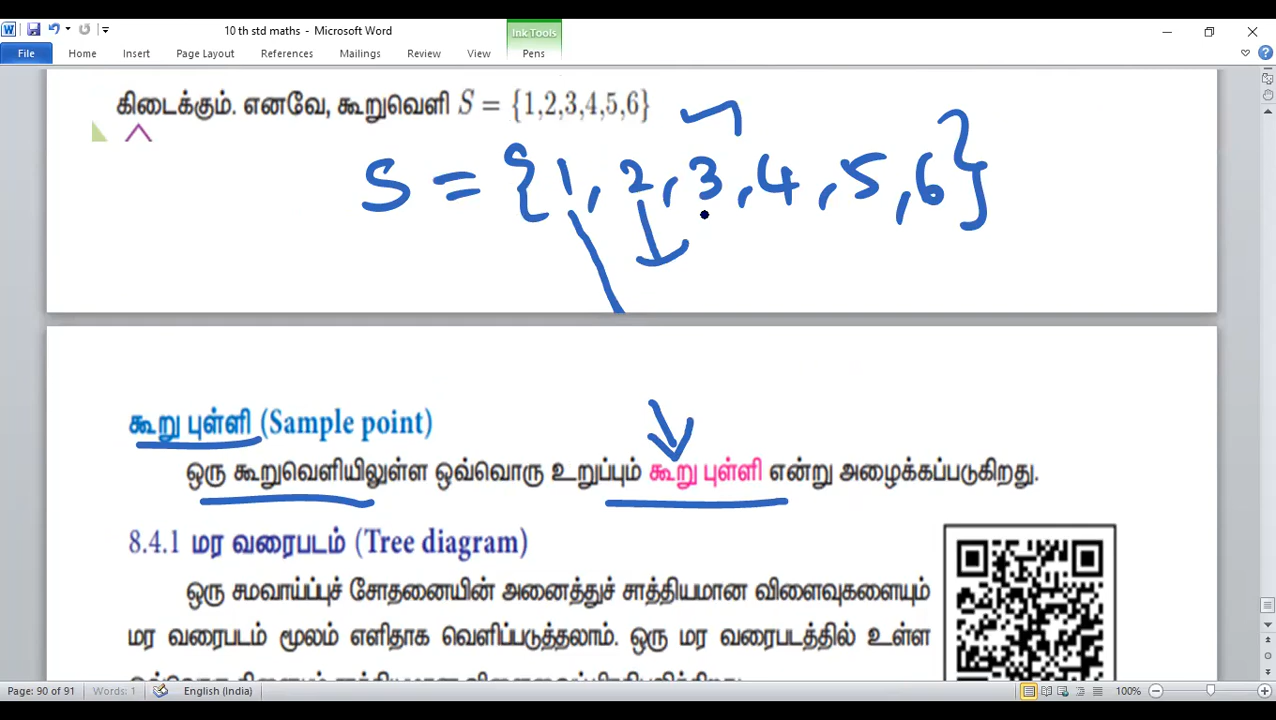 10 th std maths - Microsoft Word
Ink Tools
File Home Insert Page Layout References Mailings Review View Pens
கிடைக்கும். எனவே, கூறுவெளி S = {1,2,3,4,5,6}
S = {1, 2, 3, 4, 5, 6}
கூறு புள்ளி (Sample point)
ஒரு கூறுவெளியிலுள்ள ஒவ்வொரு உறுப்பும் கூறு புள்ளி என்று அழைக்கப்படுகிறது.
8.4.1 மர வரைபடம் (Tree diagram)
ஒரு சமவாய்ப்புச் சோதனையின் அனைத்துச் சாத்தியமான விளைவுகளையும்
மர வரைபடம் மூலம் எளிதாக வெளிப்படுத்தலாம். ஒரு மர வரைபடத்தில் உள்ள
Page: 90 of 91 Words: 1 English (India) 100%